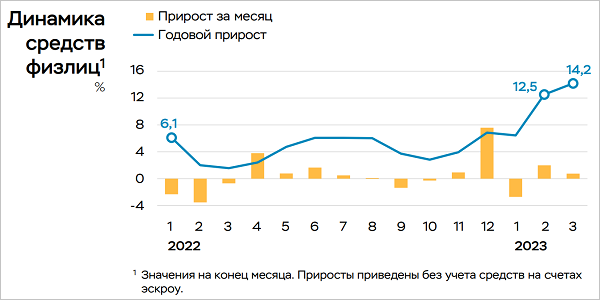 Динамика
средств
физлиц¹
%
Прирост за месяц
Годовой прирост
16
12
8
4
0
-4
6,1
12,5
14,2
1 2 3 4 5 6 7 8 9 10 11 12 1 2 3
2022 2023
¹ Значения на конец месяца. Приросты приведены без учета средств на счетах
эскроу.